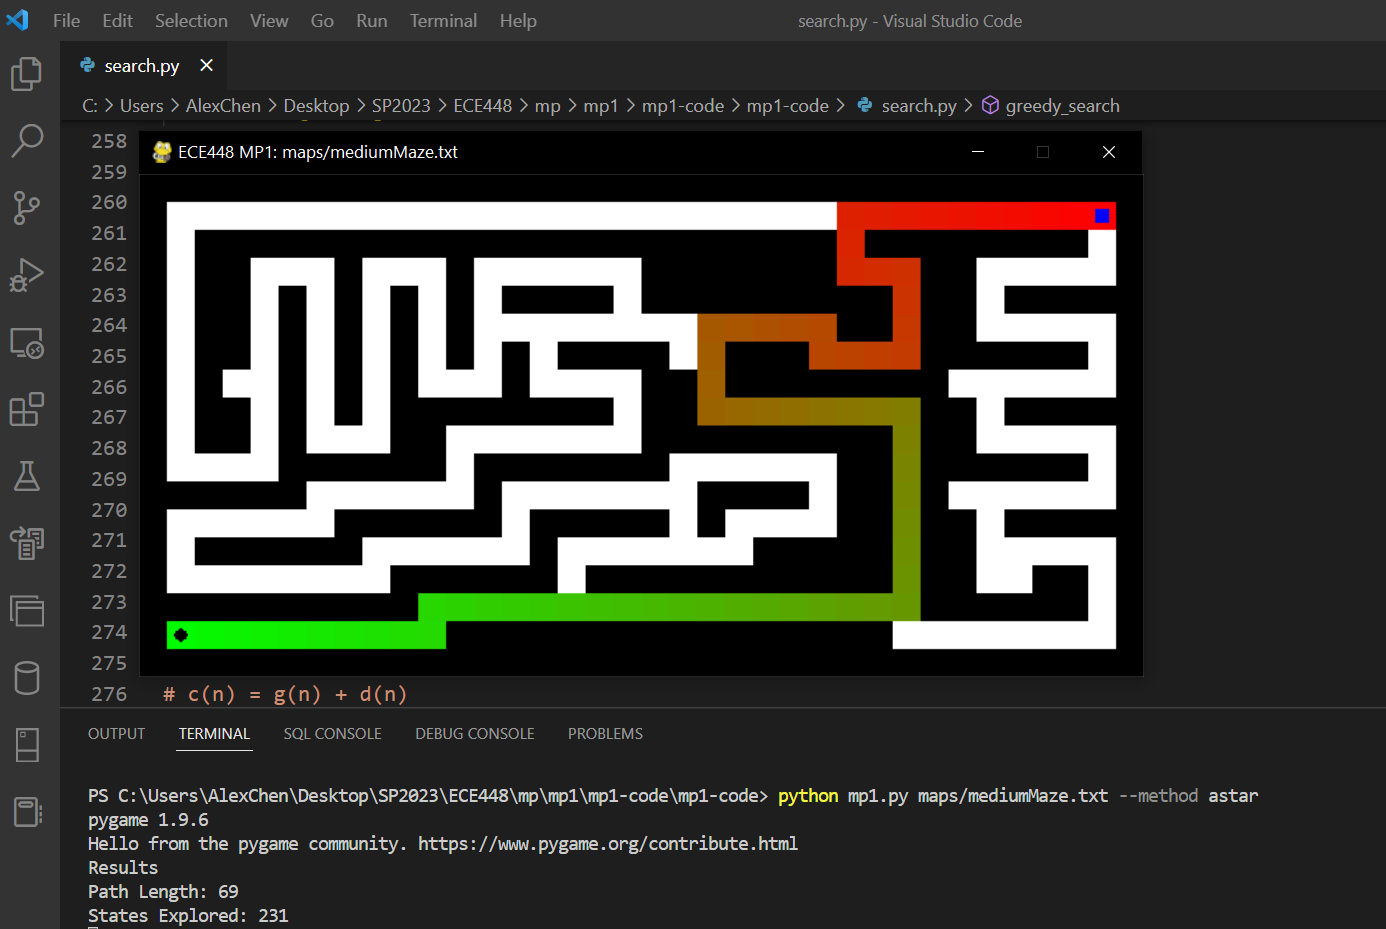 File Edit Selection View Go Run Terminal Help search.py - Visual Studio Code
search.py
C: > Users > AlexChen > Desktop > SP2023 > ECE448 > mp > mp1 > mp1-code > mp1-code > search.py > greedy_search
258
ECE448 MP1: maps/mediumMaze.txt
259
260
261
262
263
264
265
266
267
268
269
270
271
272
273
274
275
276 # c(n) = g(n) + d(n)
OUTPUT TERMINAL SQL CONSOLE DEBUG CONSOLE PROBLEMS
PS C:\Users\AlexChen\Desktop\SP2023\ECE448\mp\mp1\mp1-code\mp1-code> python mp1.py maps/mediumMaze.txt --method astar
pygame 1.9.6
Hello from the pygame community. https://www.pygame.org/contribute.html
Results
Path Length: 69
States Explored: 231